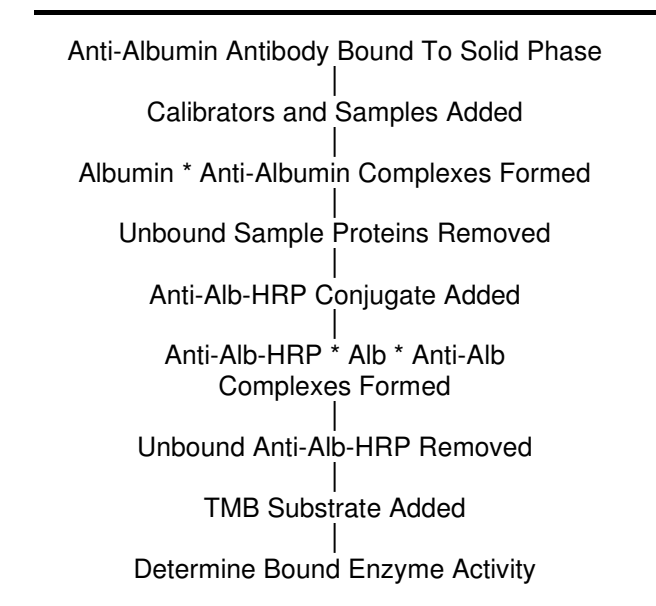 Anti-Albumin Antibody Bound To Solid Phase
Calibrators and Samples Added
Albumin * Anti-Albumin Complexes Formed
Unbound Sample Proteins Removed
Anti-Alb-HRP Conjugate Added
Anti-Alb-HRP * Alb * Anti-Alb
Complexes Formed
Unbound Anti-Alb-HRP Removed
TMB Substrate Added
Determine Bound Enzyme Activity